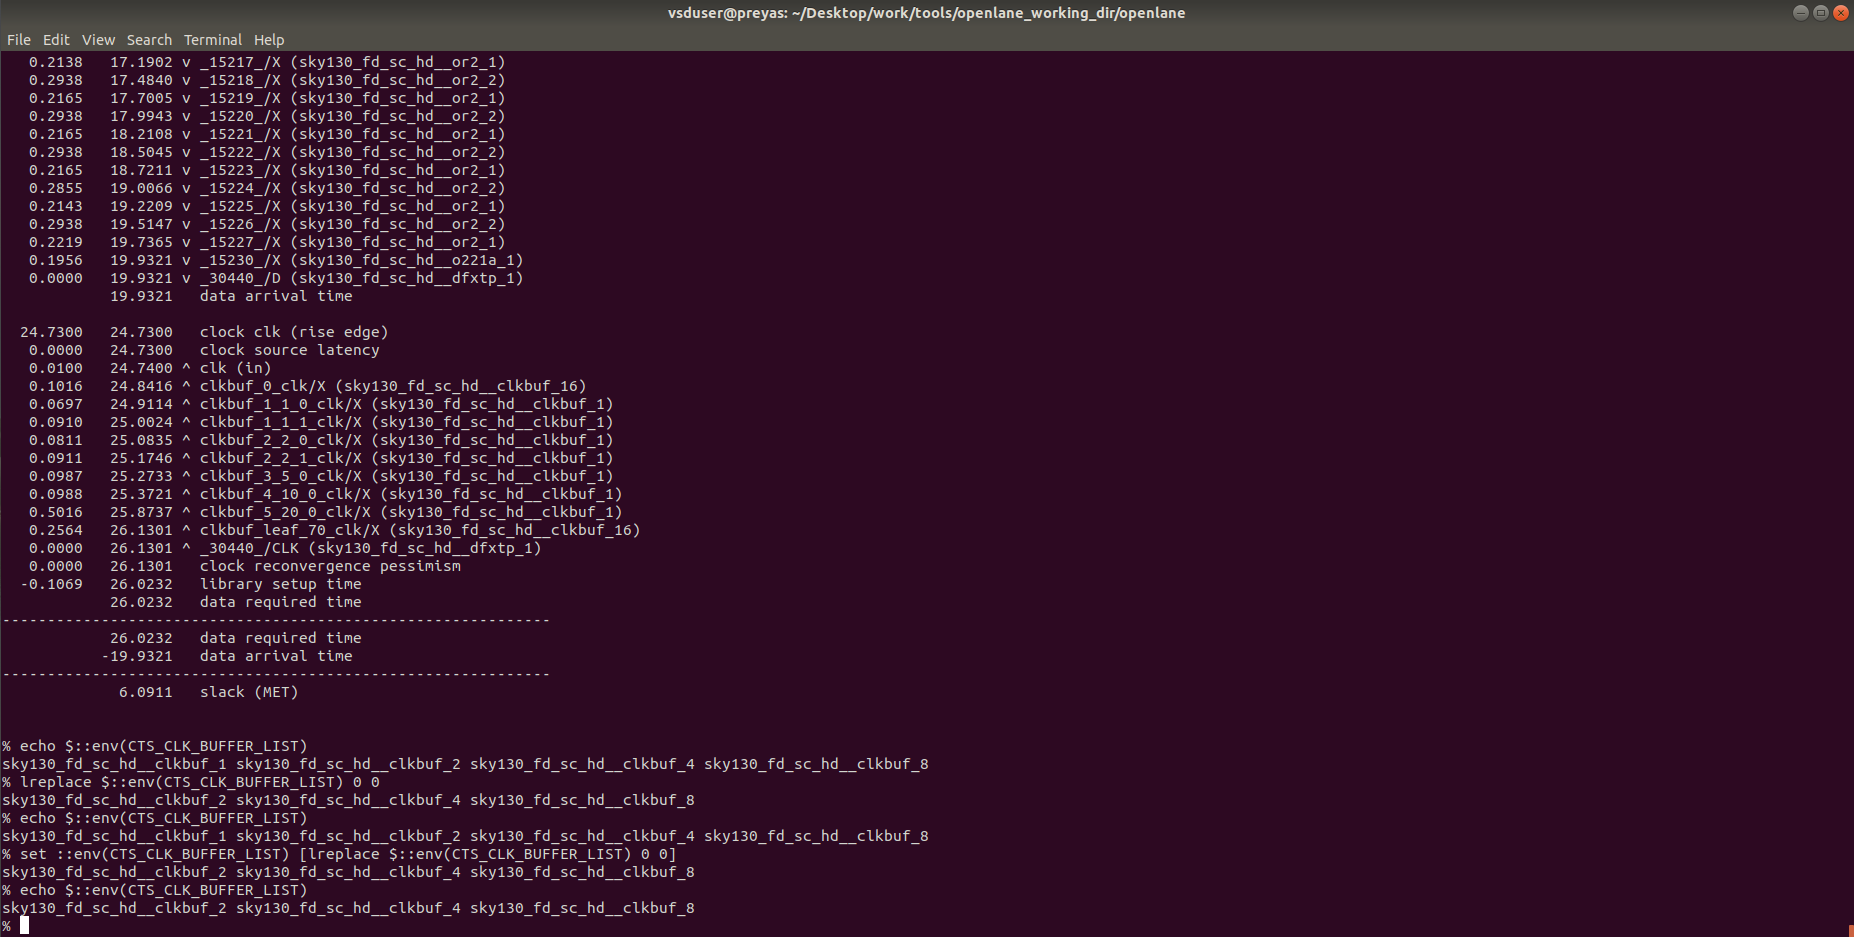 vsduser@preyas: ~/Desktop/work/tools/openlane_working_dir/openlane
File Edit View Search Terminal Help
0.2138 17.1902 v _15217_/X (sky130_fd_sc_hd__or2_1)
0.2938 17.4840 v _15218_/X (sky130_fd_sc_hd__or2_2)
0.2165 17.7005 v _15219_/X (sky130_fd_sc_hd__or2_1)
0.2938 17.9943 v _15220_/X (sky130_fd_sc_hd__or2_2)
0.2165 18.2108 v _15221_/X (sky130_fd_sc_hd__or2_1)
0.2938 18.5045 v _15222_/X (sky130_fd_sc_hd__or2_2)
0.2165 18.7211 v _15223_/X (sky130_fd_sc_hd__or2_1)
0.2855 19.0066 v _15224_/X (sky130_fd_sc_hd__or2_2)
0.2143 19.2209 v _15225_/X (sky130_fd_sc_hd__or2_1)
0.2938 19.5147 v _15226_/X (sky130_fd_sc_hd__or2_2)
0.2219 19.7365 v _15227_/X (sky130_fd_sc_hd__or2_1)
0.1956 19.9321 v _15230_/X (sky130_fd_sc_hd__o221a_1)
0.0000 19.9321 v _30440_/D (sky130_fd_sc_hd__dfxtp_1)
19.9321 data arrival time
24.7300 24.7300 clock clk (rise edge)
0.0000 24.7300 clock source latency
0.0100 24.7400 ^ clk (in)
0.1016 24.8416 ^ clkbuf_0_clk/X (sky130_fd_sc_hd__clkbuf_16)
0.0697 24.9114 ^ clkbuf_1_1_0_clk/X (sky130_fd_sc_hd__clkbuf_1)
0.0910 25.0024 ^ clkbuf_1_1_1_clk/X (sky130_fd_sc_hd__clkbuf_1)
0.0811 25.0835 ^ clkbuf_2_2_0_clk/X (sky130_fd_sc_hd__clkbuf_1)
0.0911 25.1746 ^ clkbuf_2_2_1_clk/X (sky130_fd_sc_hd__clkbuf_1)
0.0987 25.2733 ^ clkbuf_3_5_0_clk/X (sky130_fd_sc_hd__clkbuf_1)
0.0988 25.3721 ^ clkbuf_4_10_0_clk/X (sky130_fd_sc_hd__clkbuf_1)
0.5016 25.8737 ^ clkbuf_5_20_0_clk/X (sky130_fd_sc_hd__clkbuf_1)
0.2564 26.1301 ^ clkbuf_leaf_70_clk/X (sky130_fd_sc_hd__clkbuf_16)
0.0000 26.1301 ^ _30440_/CLK (sky130_fd_sc_hd__dfxtp_1)
0.0000 26.1301 clock reconvergence pessimism
-0.1069 26.0232 library setup time
26.0232 data required time
-------------------------------------------------------------
26.0232 data required time
-19.9321 data arrival time
-------------------------------------------------------------
6.0911 slack (MET)
% echo $::env(CTS_CLK_BUFFER_LIST)
sky130_fd_sc_hd__clkbuf_1 sky130_fd_sc_hd__clkbuf_2 sky130_fd_sc_hd__clkbuf_4 sky130_fd_sc_hd__clkbuf_8
% lreplace $::env(CTS_CLK_BUFFER_LIST) 0 0
sky130_fd_sc_hd__clkbuf_2 sky130_fd_sc_hd__clkbuf_4 sky130_fd_sc_hd__clkbuf_8
% echo $::env(CTS_CLK_BUFFER_LIST)
sky130_fd_sc_hd__clkbuf_1 sky130_fd_sc_hd__clkbuf_2 sky130_fd_sc_hd__clkbuf_4 sky130_fd_sc_hd__clkbuf_8
% set ::env(CTS_CLK_BUFFER_LIST) [lreplace $::env(CTS_CLK_BUFFER_LIST) 0 0]
sky130_fd_sc_hd__clkbuf_2 sky130_fd_sc_hd__clkbuf_4 sky130_fd_sc_hd__clkbuf_8
% echo $::env(CTS_CLK_BUFFER_LIST)
sky130_fd_sc_hd__clkbuf_2 sky130_fd_sc_hd__clkbuf_4 sky130_fd_sc_hd__clkbuf_8
%